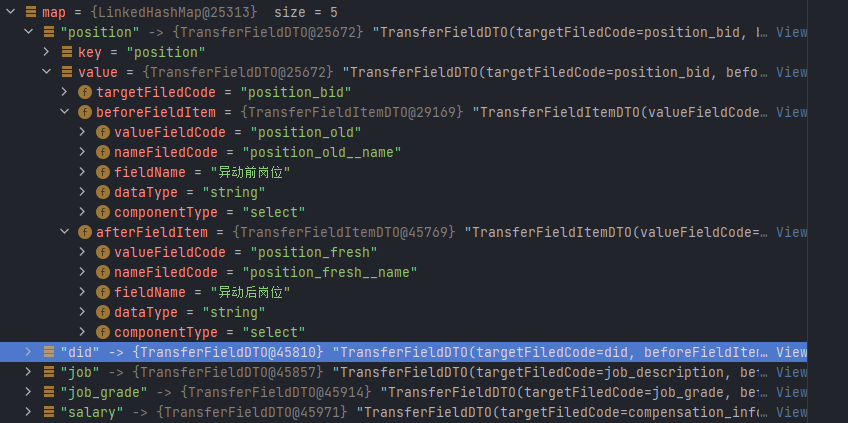 map = {LinkedHashMap@25313} size = 5
"position" -> {TransferFieldDTO@25672} "TransferFieldDTO(targetFiledCode=position_bid, b… View
key = "position"
value = {TransferFieldDTO@25672} "TransferFieldDTO(targetFiledCode=position_bid, befo… View
targetFiledCode = "position_bid"
beforeFieldItem = {TransferFieldItemDTO@29169} "TransferFieldItemDTO(valueFieldCode… View
valueFieldCode = "position_old"
nameFiledCode = "position_old__name"
fieldName = "异动前岗位"
dataType = "string"
componentType = "select"
afterFieldItem = {TransferFieldItemDTO@45769} "TransferFieldItemDTO(valueFieldCode=… View
valueFieldCode = "position_fresh"
nameFiledCode = "position_fresh__name"
fieldName = "异动后岗位"
dataType = "string"
componentType = "select"
"did" -> {TransferFieldDTO@45810} "TransferFieldDTO(targetFiledCode=did, beforeFieldIter… View
"job" -> {TransferFieldDTO@45857} "TransferFieldDTO(targetFiledCode=job_description, bef… View
"job_grade" -> {TransferFieldDTO@45914} "TransferFieldDTO(targetFiledCode=job_grade, be… View
"salary" -> {TransferFieldDTO@45971} "TransferFieldDTO(targetFiledCode=compensation_info… View